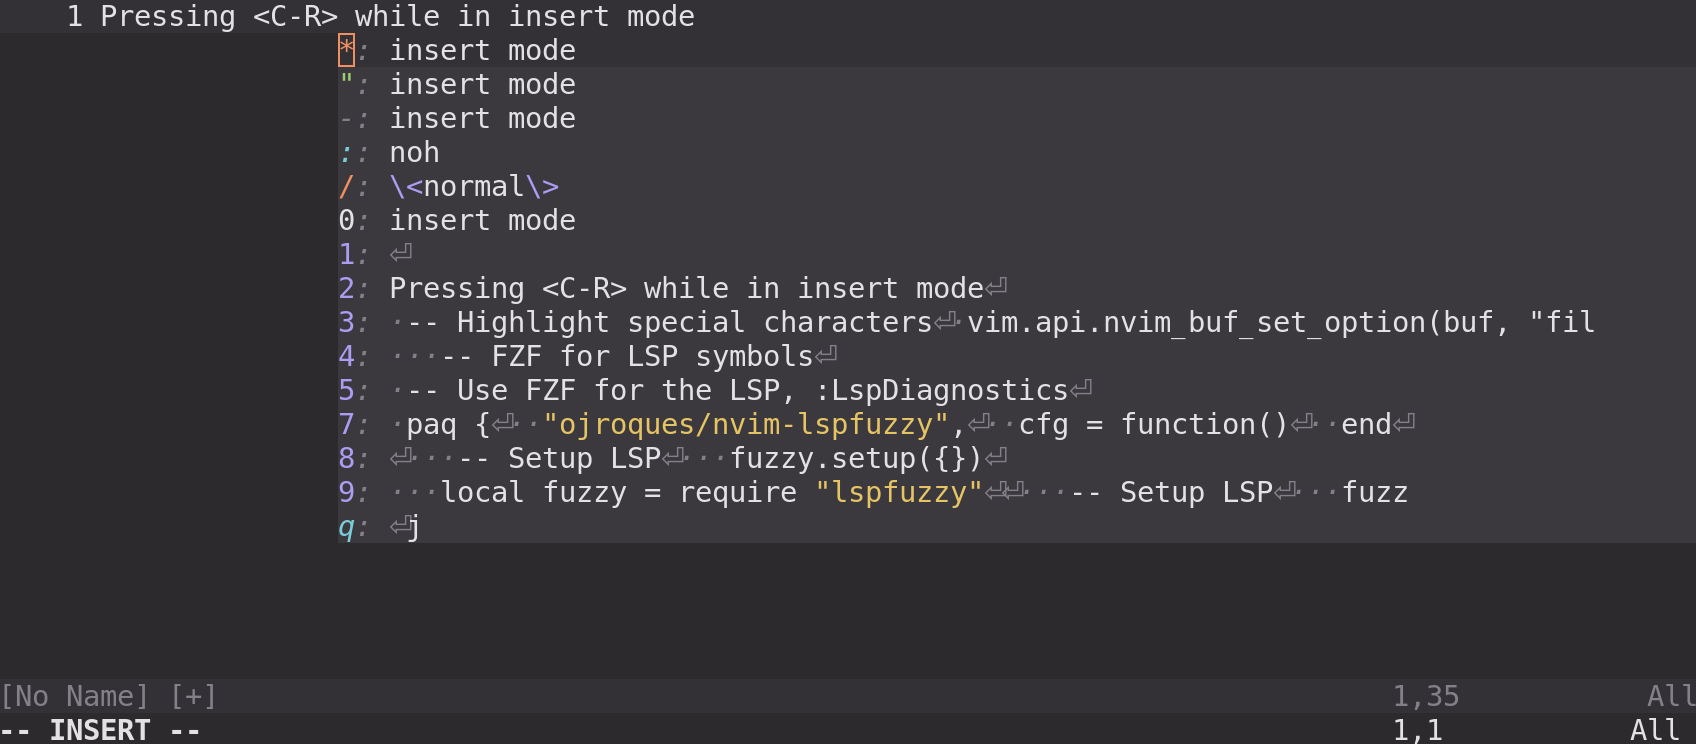 1 Pressing <C-R> while in insert mode
*: insert mode
": insert mode
-: insert mode
:: noh
/: \<normal\>
0: insert mode
1: ⏎
2: Pressing <C-R> while in insert mode⏎
3: ·-- Highlight special characters⏎·vim.api.nvim_buf_set_option(buf, "fil
4: ···-- FZF for LSP symbols⏎
5: ·-- Use FZF for the LSP, :LspDiagnostics⏎
7: ·paq {⏎··"ojroques/nvim-lspfuzzy",⏎··cfg = function()⏎··end⏎
8: ⏎···-- Setup LSP⏎···fuzzy.setup({})⏎
9: ···local fuzzy = require "lspfuzzy"⏎⏎···-- Setup LSP⏎···fuzz
q: ⏎j
[No Name] [+] 1,35 All
-- INSERT -- 1,1 All